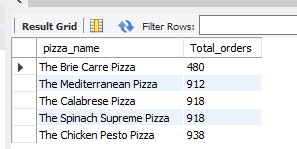 Result Grid Filter Rows:
pizza_name Total_orders
The Brie Carre Pizza 480
The Mediterranean Pizza 912
The Calabrese Pizza 918
The Spinach Supreme Pizza 918
The Chicken Pesto Pizza 938